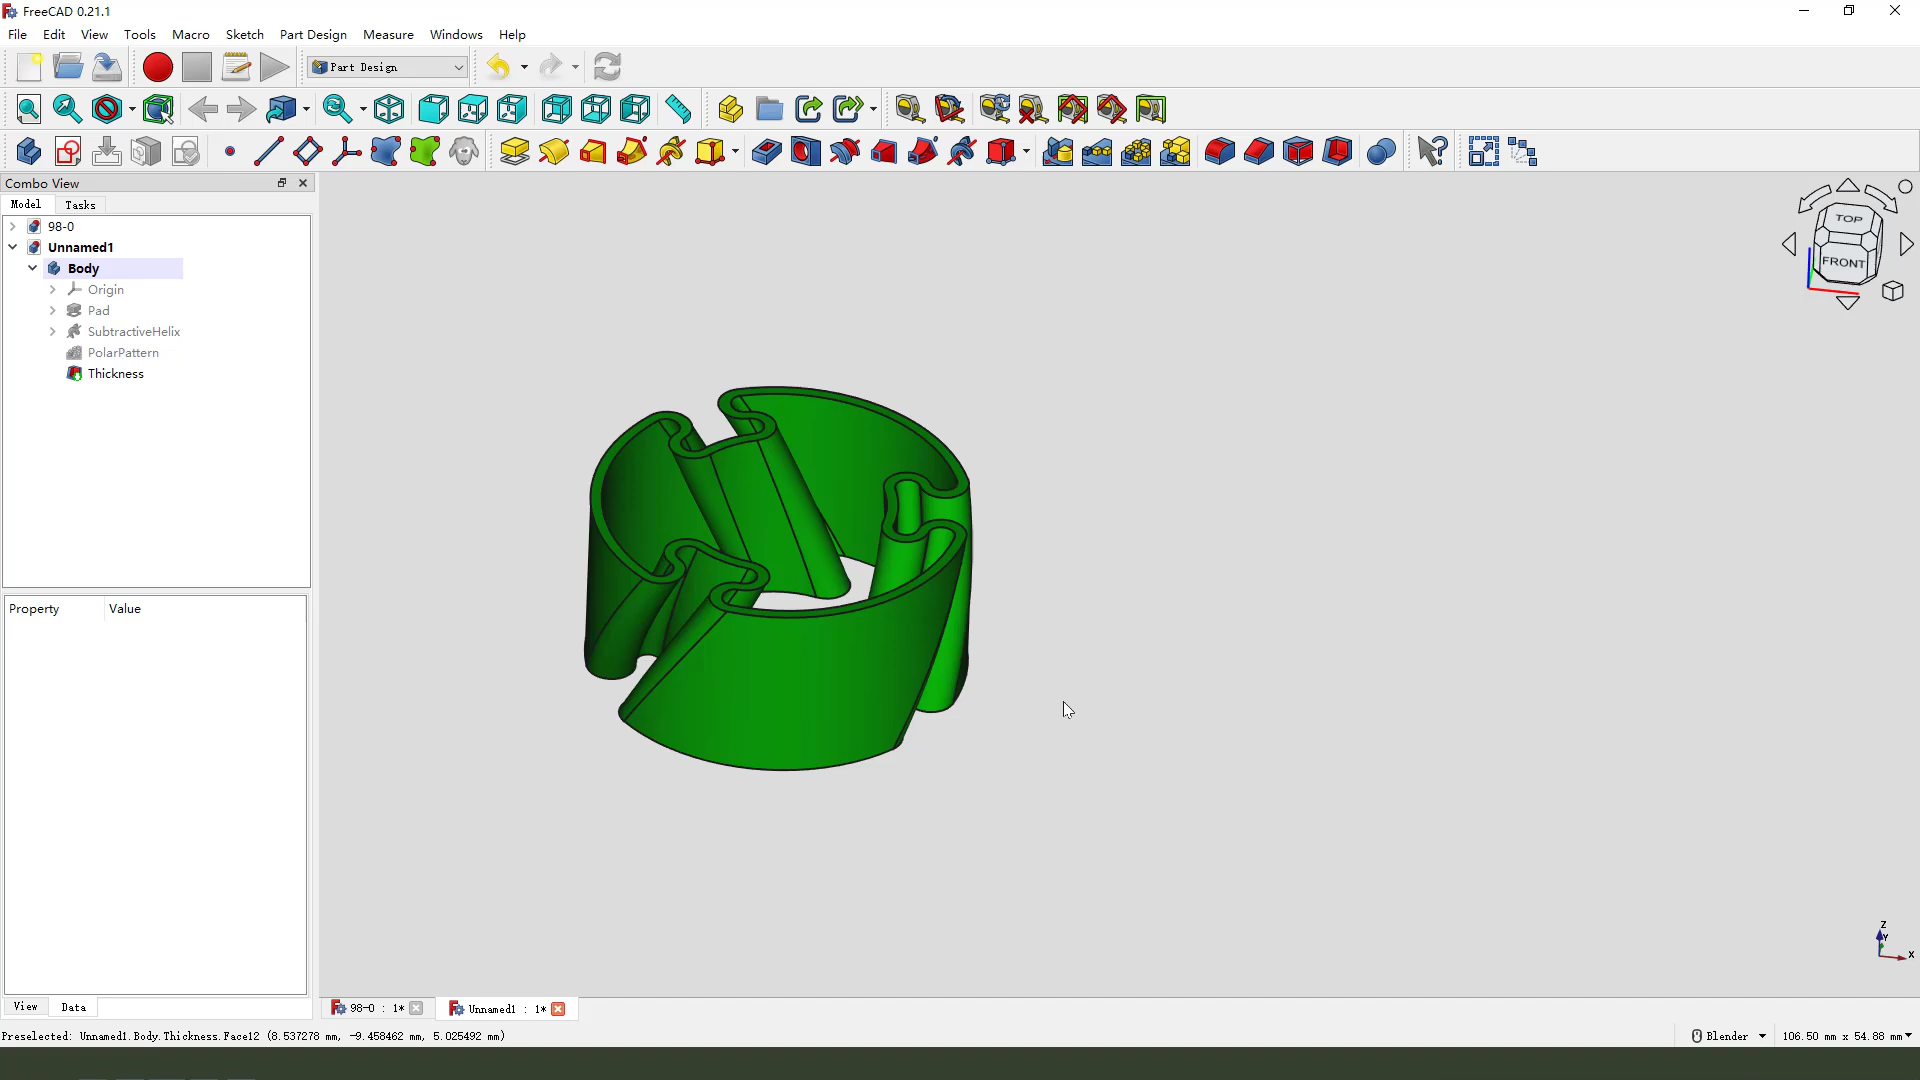 FreeCAD 0.21.1
File Edit View Tools Macro Sketch Part Design Measure Windows Help
Part Design
Combo View
Model Tasks
98-0
Unnamed1
Body
Origin
Pad
SubtractiveHelix
PolarPattern
Thickness
TOP
FRONT
Property Value
Z
Y
X
View Data
98-0 : 1*
Unnamed1 : 1*
Preselected: Unnamed1.Body.Thickness.Face12 (8.537278 mm, -9.458462 mm, 5.025492 mm)
Blender
106.50 mm x 54.88 mm